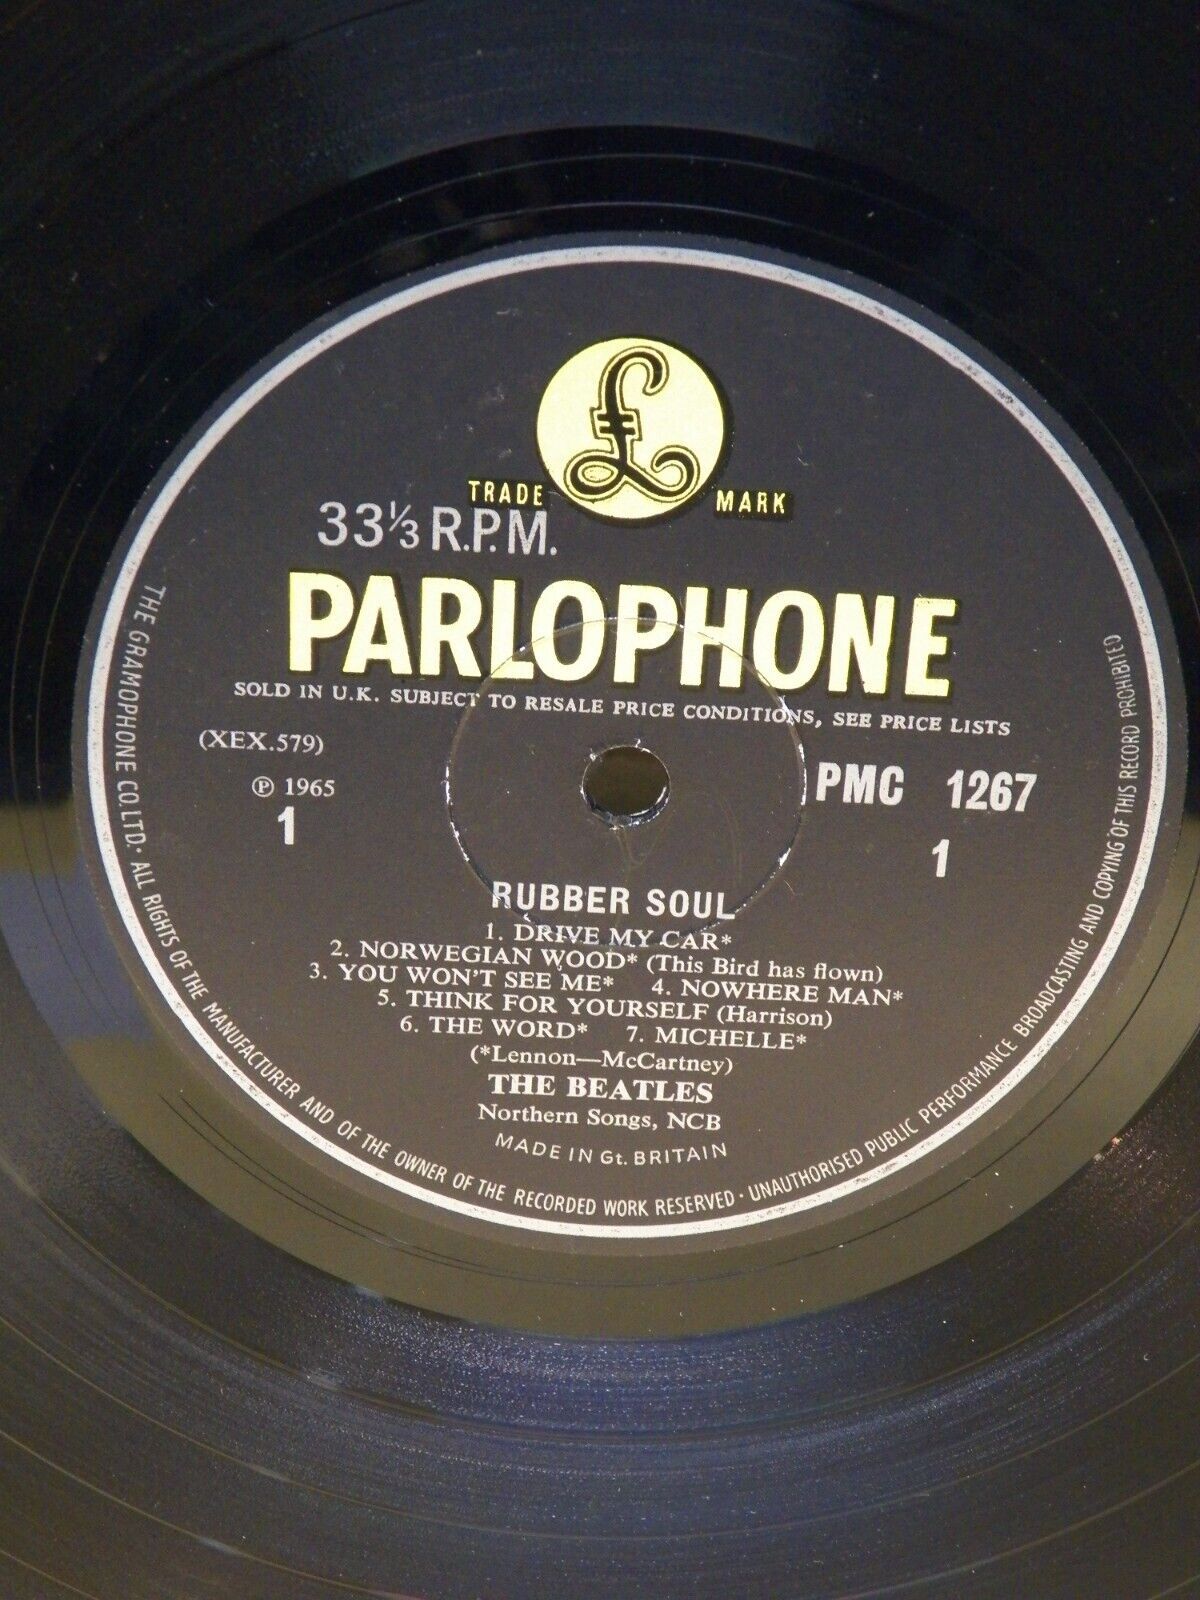 £
TRADE MARK
33⅓ R.P.M.
PARLOPHONE
SOLD IN U.K. SUBJECT TO RESALE PRICE CONDITIONS, SEE PRICE LISTS
(XEX.579)
℗ 1965
1
PMC 1267
1
RUBBER SOUL
1. DRIVE MY CAR*
2. NORWEGIAN WOOD* (This Bird has flown)
3. YOU WON'T SEE ME* 4. NOWHERE MAN*
5. THINK FOR YOURSELF (Harrison)
6. THE WORD* 7. MICHELLE*
(*Lennon—McCartney)
THE BEATLES
Northern Songs, NCB
MADE IN Gt. BRITAIN
THE GRAMOPHONE CO. LTD. · ALL RIGHTS OF THE MANUFACTURER AND OF THE OWNER OF THE RECORDED WORK RESERVED · UNAUTHORISED PUBLIC PERFORMANCE BROADCASTING AND COPYING OF THIS RECORD PROHIBITED